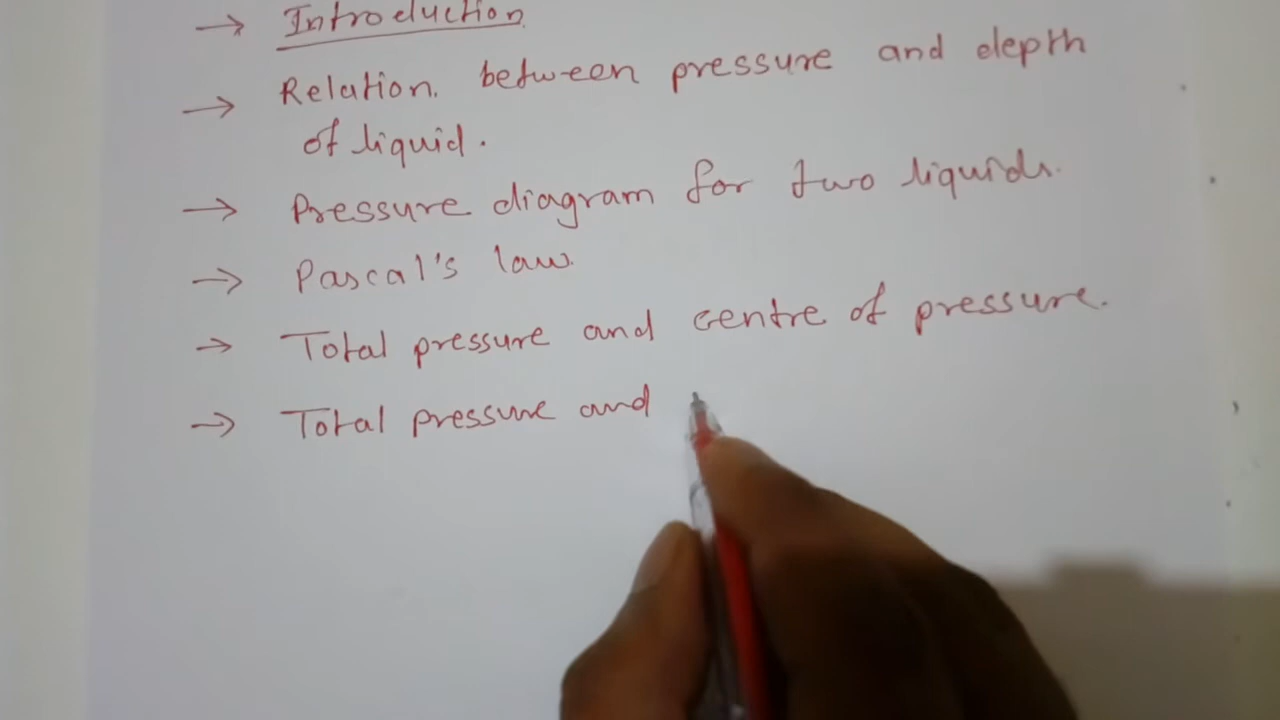 → Introduction
→ Relation. between pressure and depth
of liquid.
→ Pressure diagram for two liquids.
→ Pascal's law.
→ Total pressure and centre of pressure.
→ Total pressure and